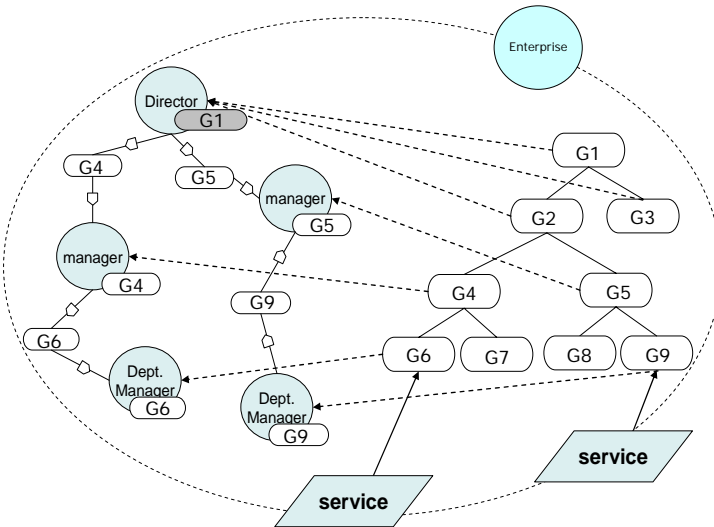 Enterprise
Director
G1
G1
G4
G5
manager
G5
G2
G3
manager
G4
G4
G5
G9
G6
G6
G7
G8
G9
Dept.
Manager
G6
Dept.
Manager
G9
service
service